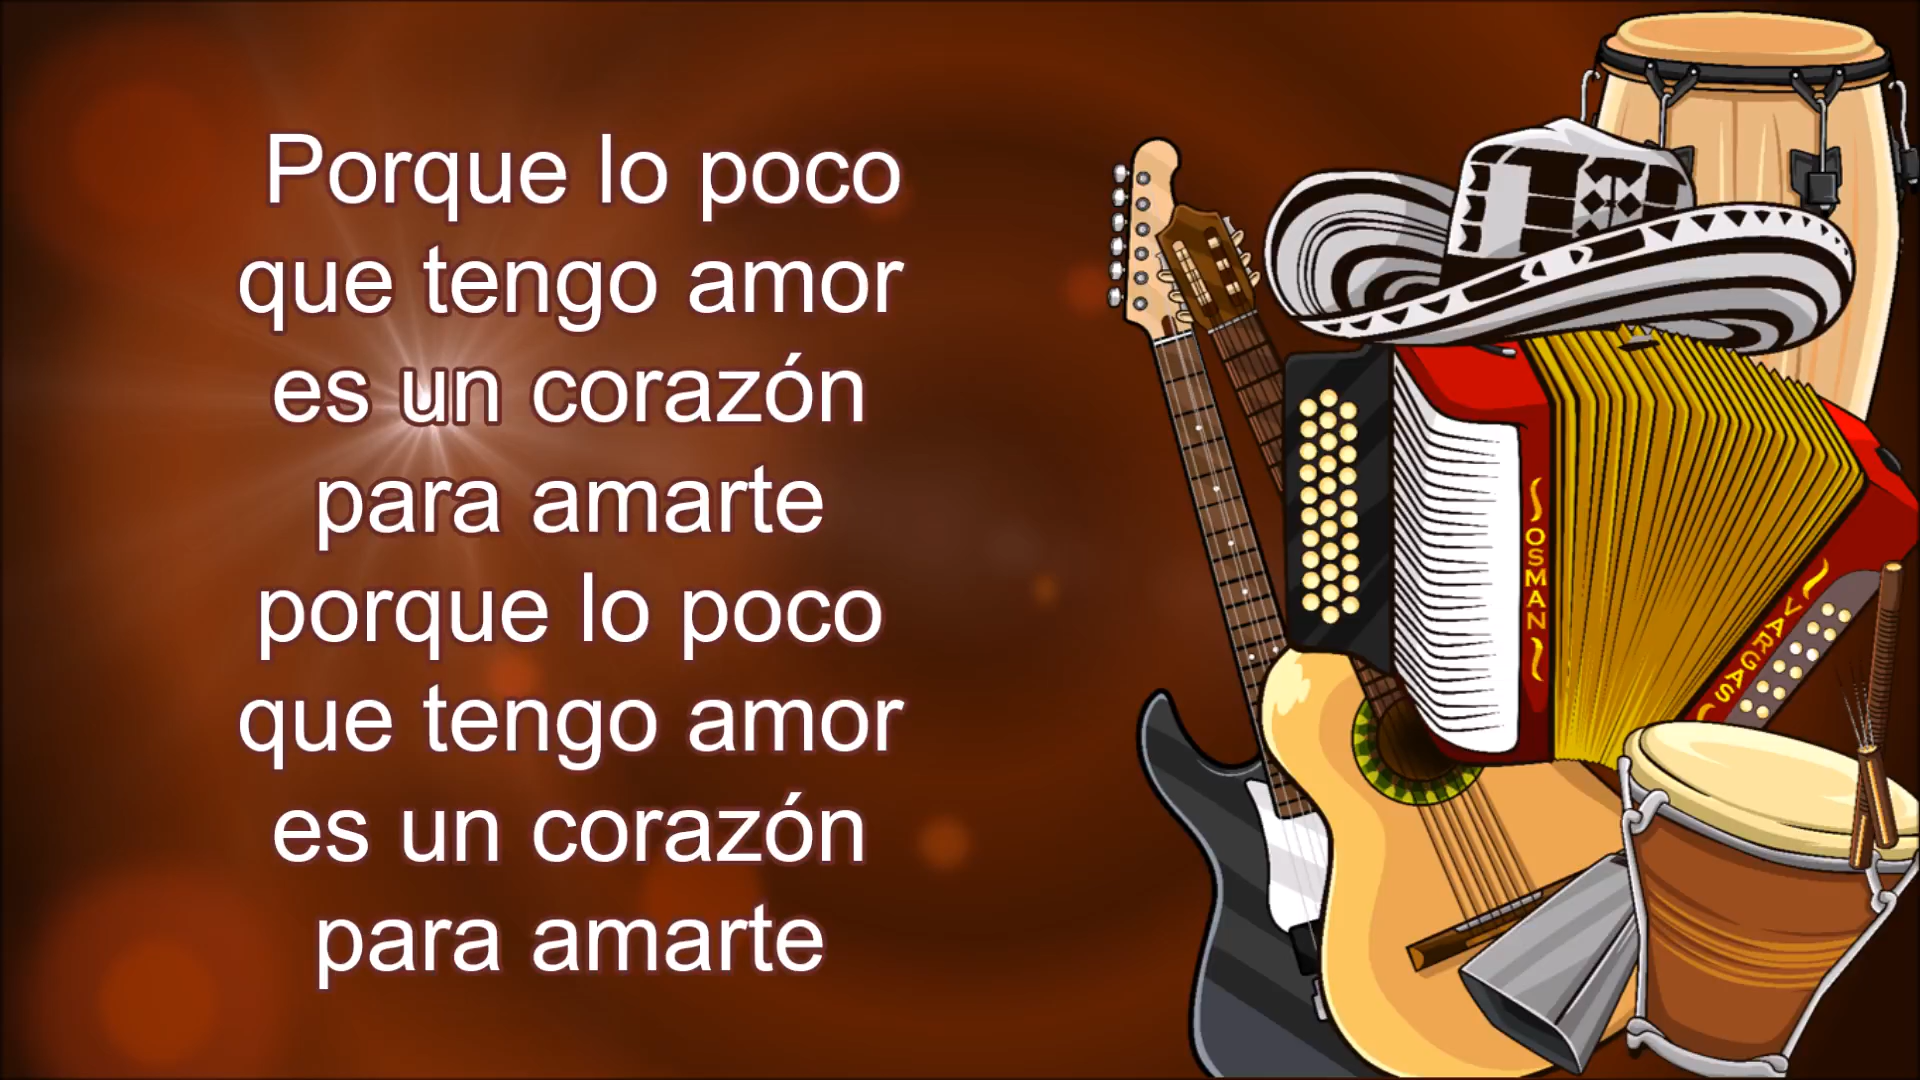 Porque lo poco
que tengo amor
es un corazón
para amarte
porque lo poco
que tengo amor
es un corazón
para amarte
OSMAN
VARGAS